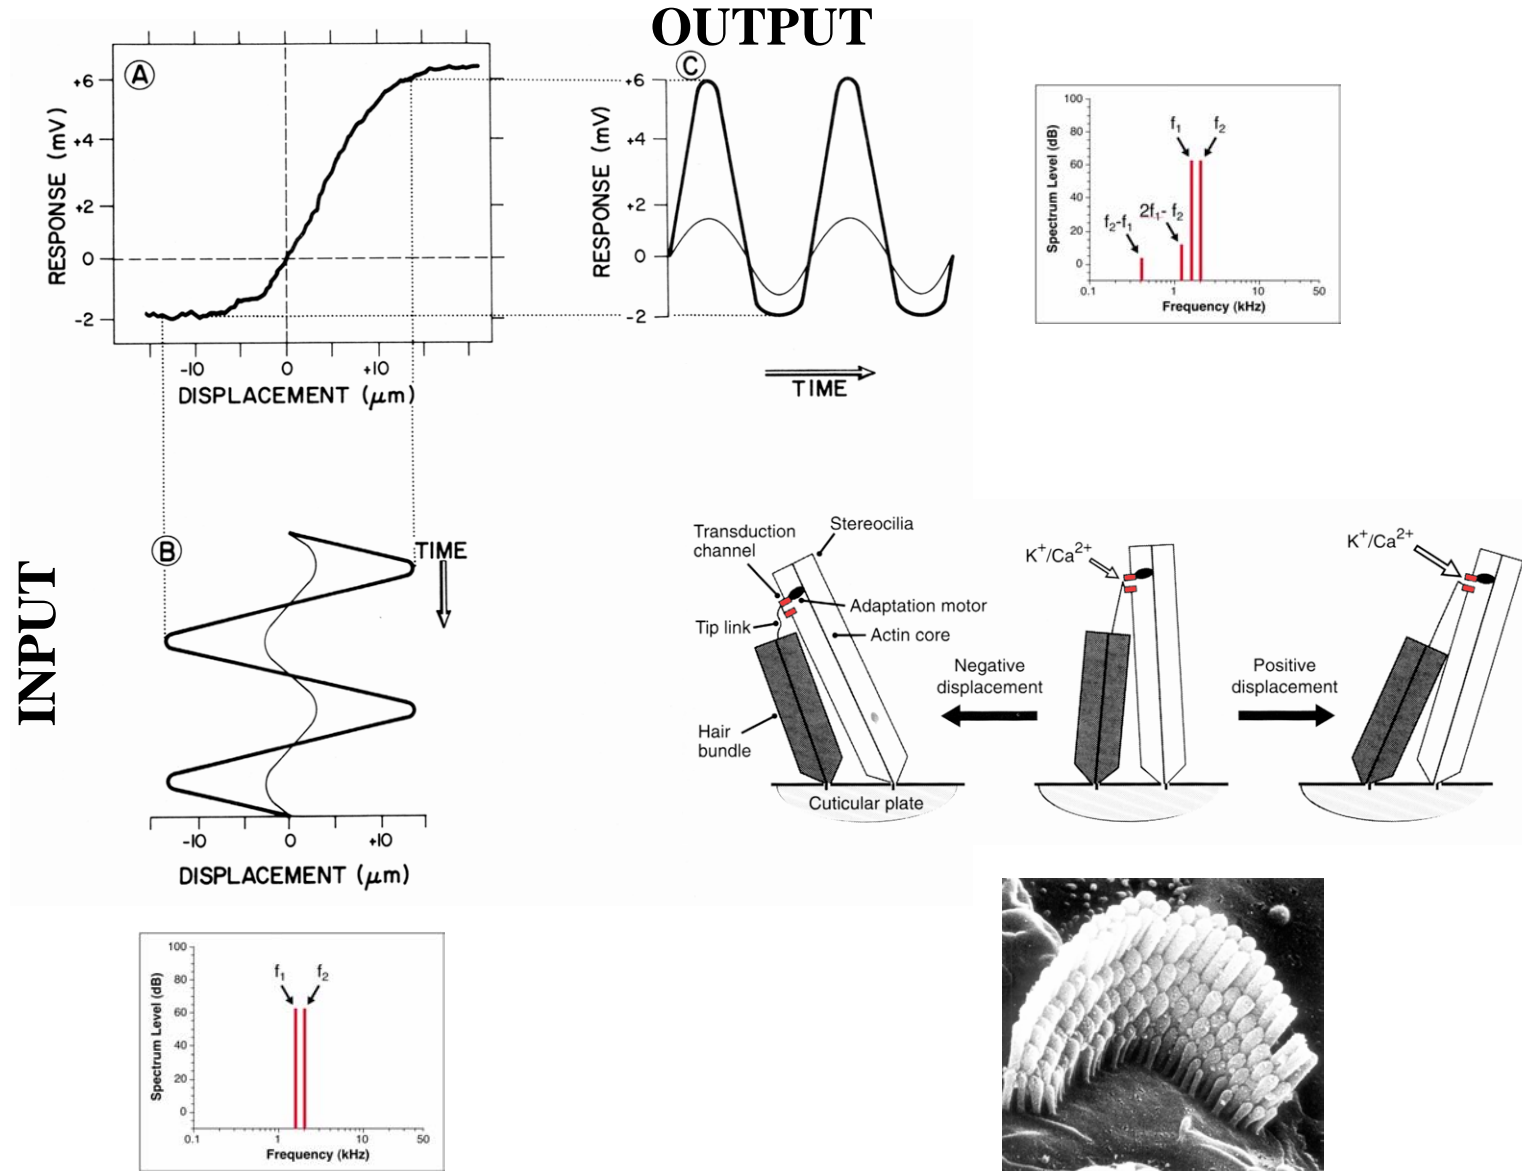 OUTPUT
A
RESPONSE (mV)
+6
+4
+2
0
-2
-10
0
+10
DISPLACEMENT (μm)
C
RESPONSE (mV)
+6
+4
+2
0
-2
TIME
Spectrum Level (dB)
100
80
60
40
20
0
f₁
f₂
f₂-f₁
2f₁- f₂
0.1
1
10
50
Frequency (kHz)
INPUT
B
TIME
-10
0
+10
DISPLACEMENT (μm)
Transduction
channel
Stereocilia
Adaptation motor
Tip link
Actin core
Hair
bundle
Cuticular plate
Negative
displacement
K⁺/Ca²⁺
Positive
displacement
K⁺/Ca²⁺
Spectrum Level (dB)
100
80
60
40
20
0
f₁
f₂
0.1
1
10
50
Frequency (kHz)